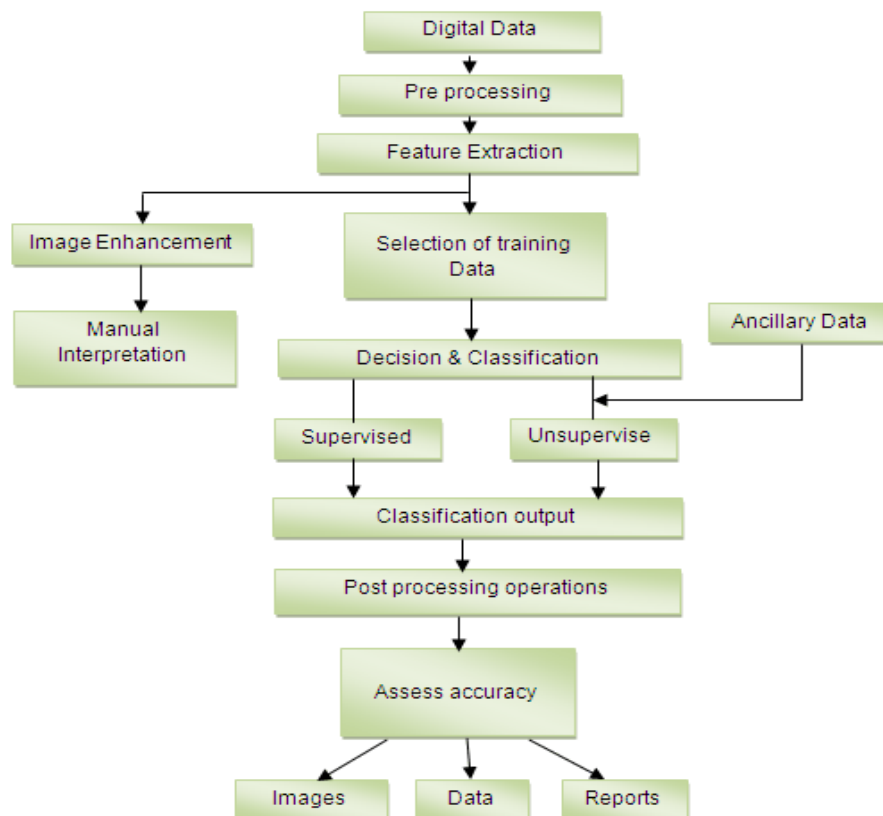 Digital Data
Pre processing
Feature Extraction
Image Enhancement
Selection of training
Data
Manual
Interpretation
Ancillary Data
Decision & Classification
Supervised
Unsupervise
Classification output
Post processing operations
Assess accuracy
Images
Data
Reports